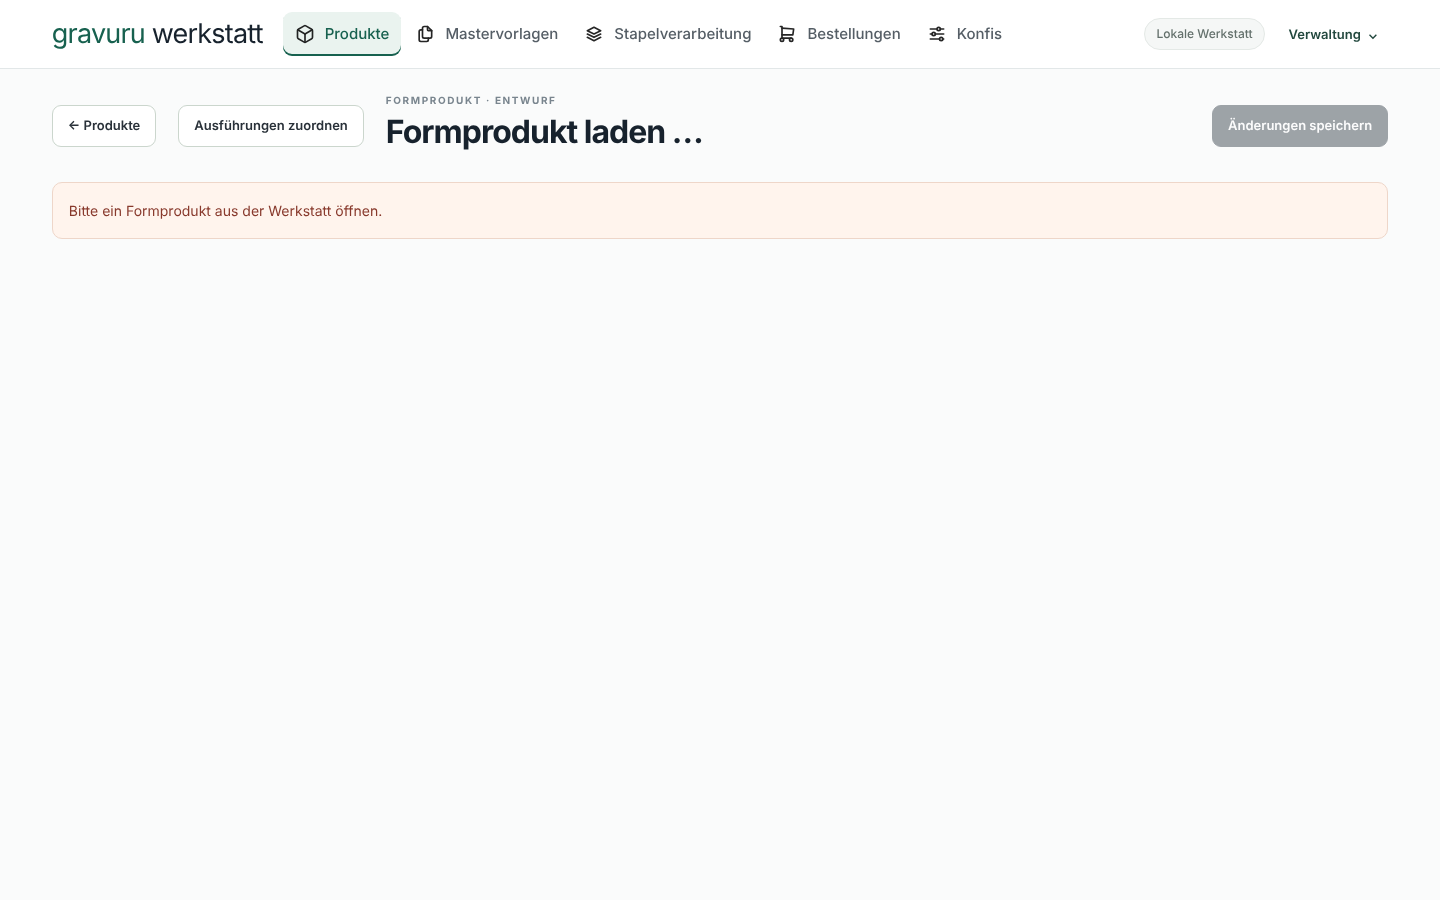 gravuru werkstatt
Produkte
Mastervorlagen
Stapelverarbeitung
Bestellungen
Konfis
Lokale Werkstatt
Verwaltung
← Produkte
Ausführungen zuordnen
FORMPRODUKT · ENTWURF
Formprodukt laden …
Änderungen speichern
Bitte ein Formprodukt aus der Werkstatt öffnen.